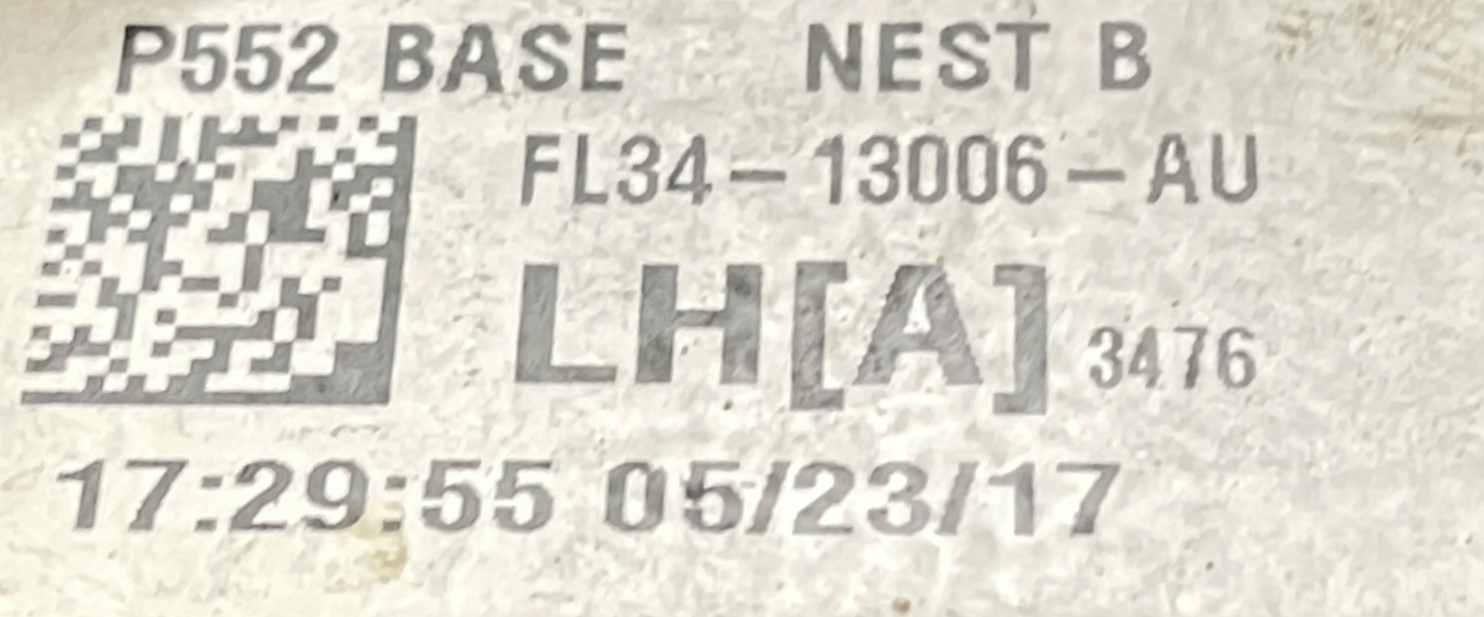 P552 BASE NEST B
FL34-13006-AU
LH[A] 3476
17:29:55 05/23/17